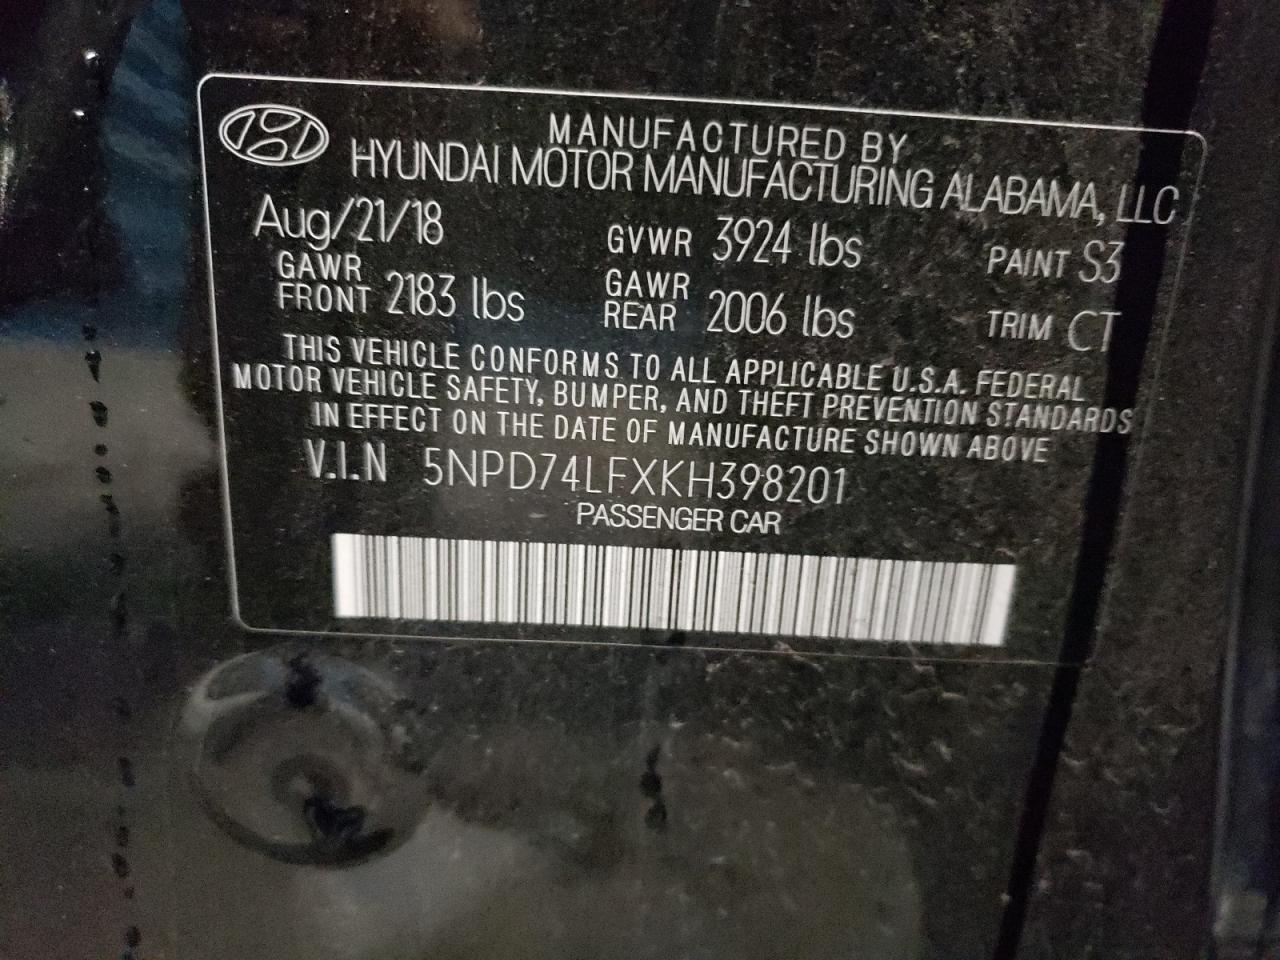 MANUFACTURED BY
HYUNDAI MOTOR MANUFACTURING ALABAMA, LLC
Aug/21/18 GVWR 3924 lbs PAINT S3
GAWR FRONT 2183 lbs GAWR REAR 2006 lbs TRIM CT
THIS VEHICLE CONFORMS TO ALL APPLICABLE U.S.A. FEDERAL
MOTOR VEHICLE SAFETY, BUMPER, AND THEFT PREVENTION STANDARDS
IN EFFECT ON THE DATE OF MANUFACTURE SHOWN ABOVE
V.I.N 5NPD74LFXKH398201
PASSENGER CAR